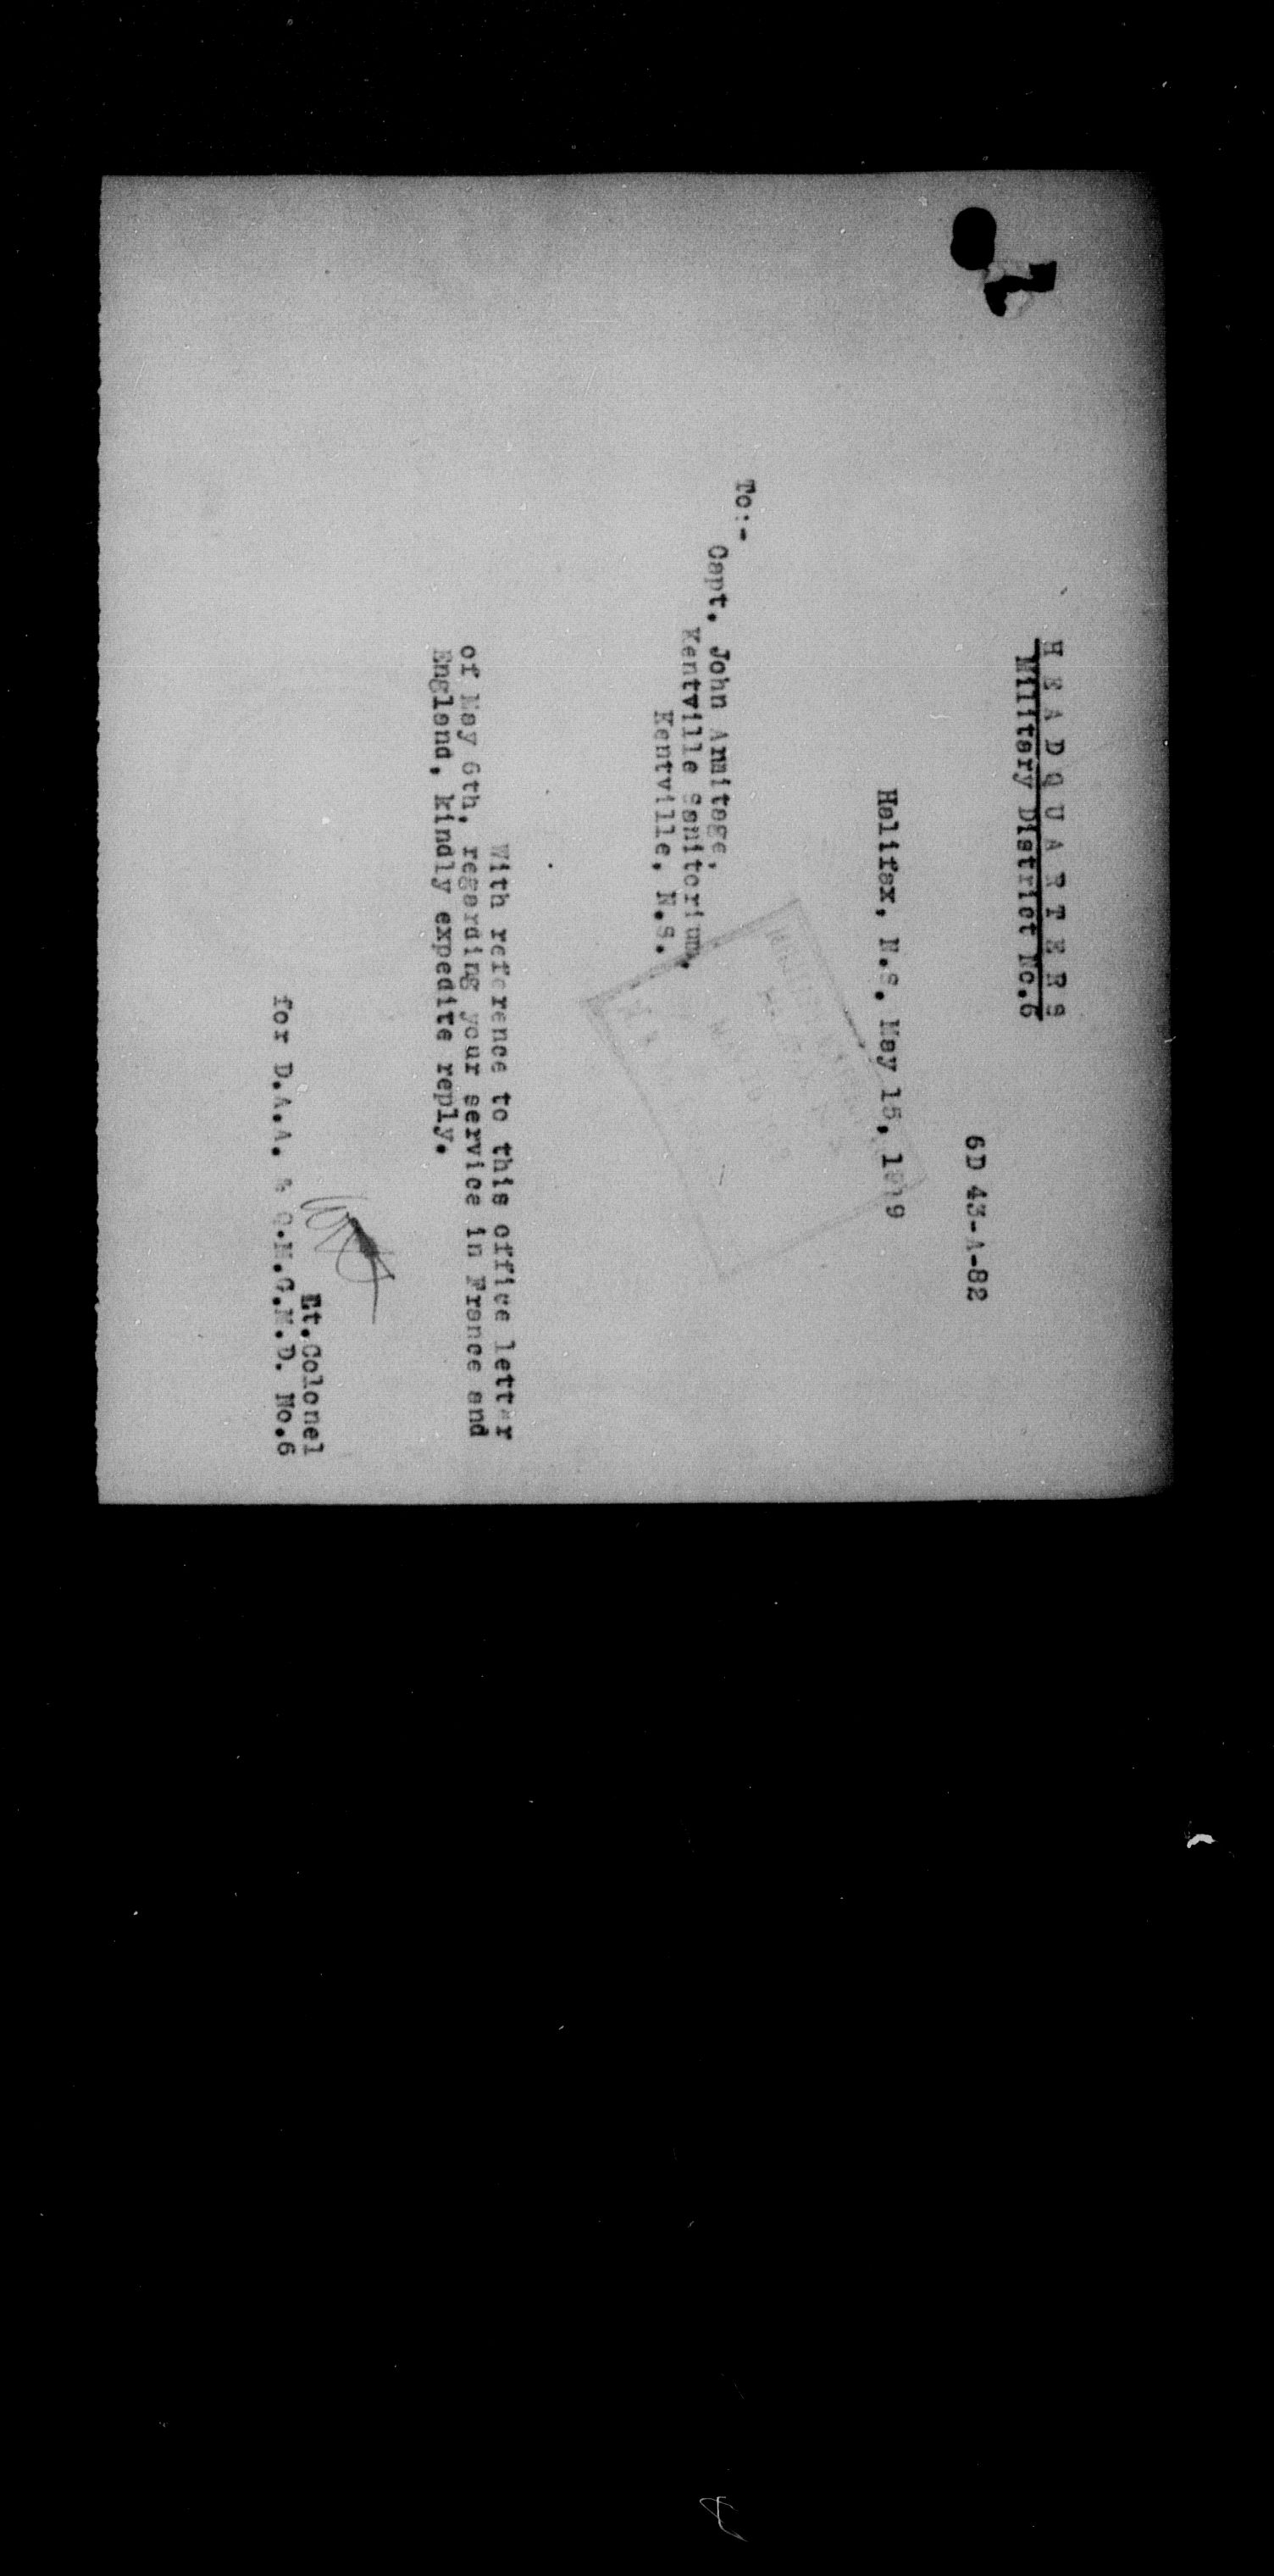 H E A D Q U A R T E R S
Military District No.6
6D 43-A-82
Halifax, N.S. May 15, 1919
To:-
Capt. John Armitage,
Kentville Sanitorium,
Kentville, N.S.
With reference to this office letter
of May 6th, regarding your service in France and
England, kindly expedite reply.
Lt.Colonel
for D.A.A. & Q.M.G.M.D. No.6